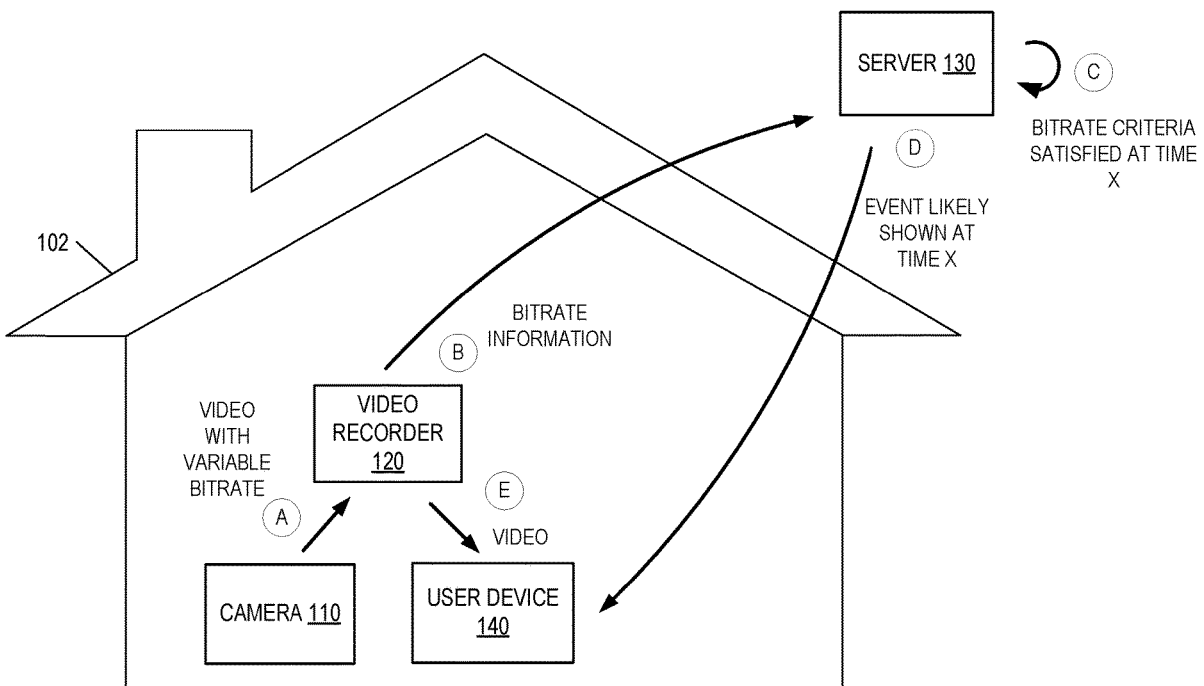 SERVER 130
C
BITRATE CRITERIA
SATISFIED AT TIME
X
D
EVENT LIKELY
SHOWN AT
TIME X
102
BITRATE
INFORMATION
B
VIDEO
WITH
VARIABLE
BITRATE
A
VIDEO
RECORDER
120
E
VIDEO
CAMERA 110
USER DEVICE
140